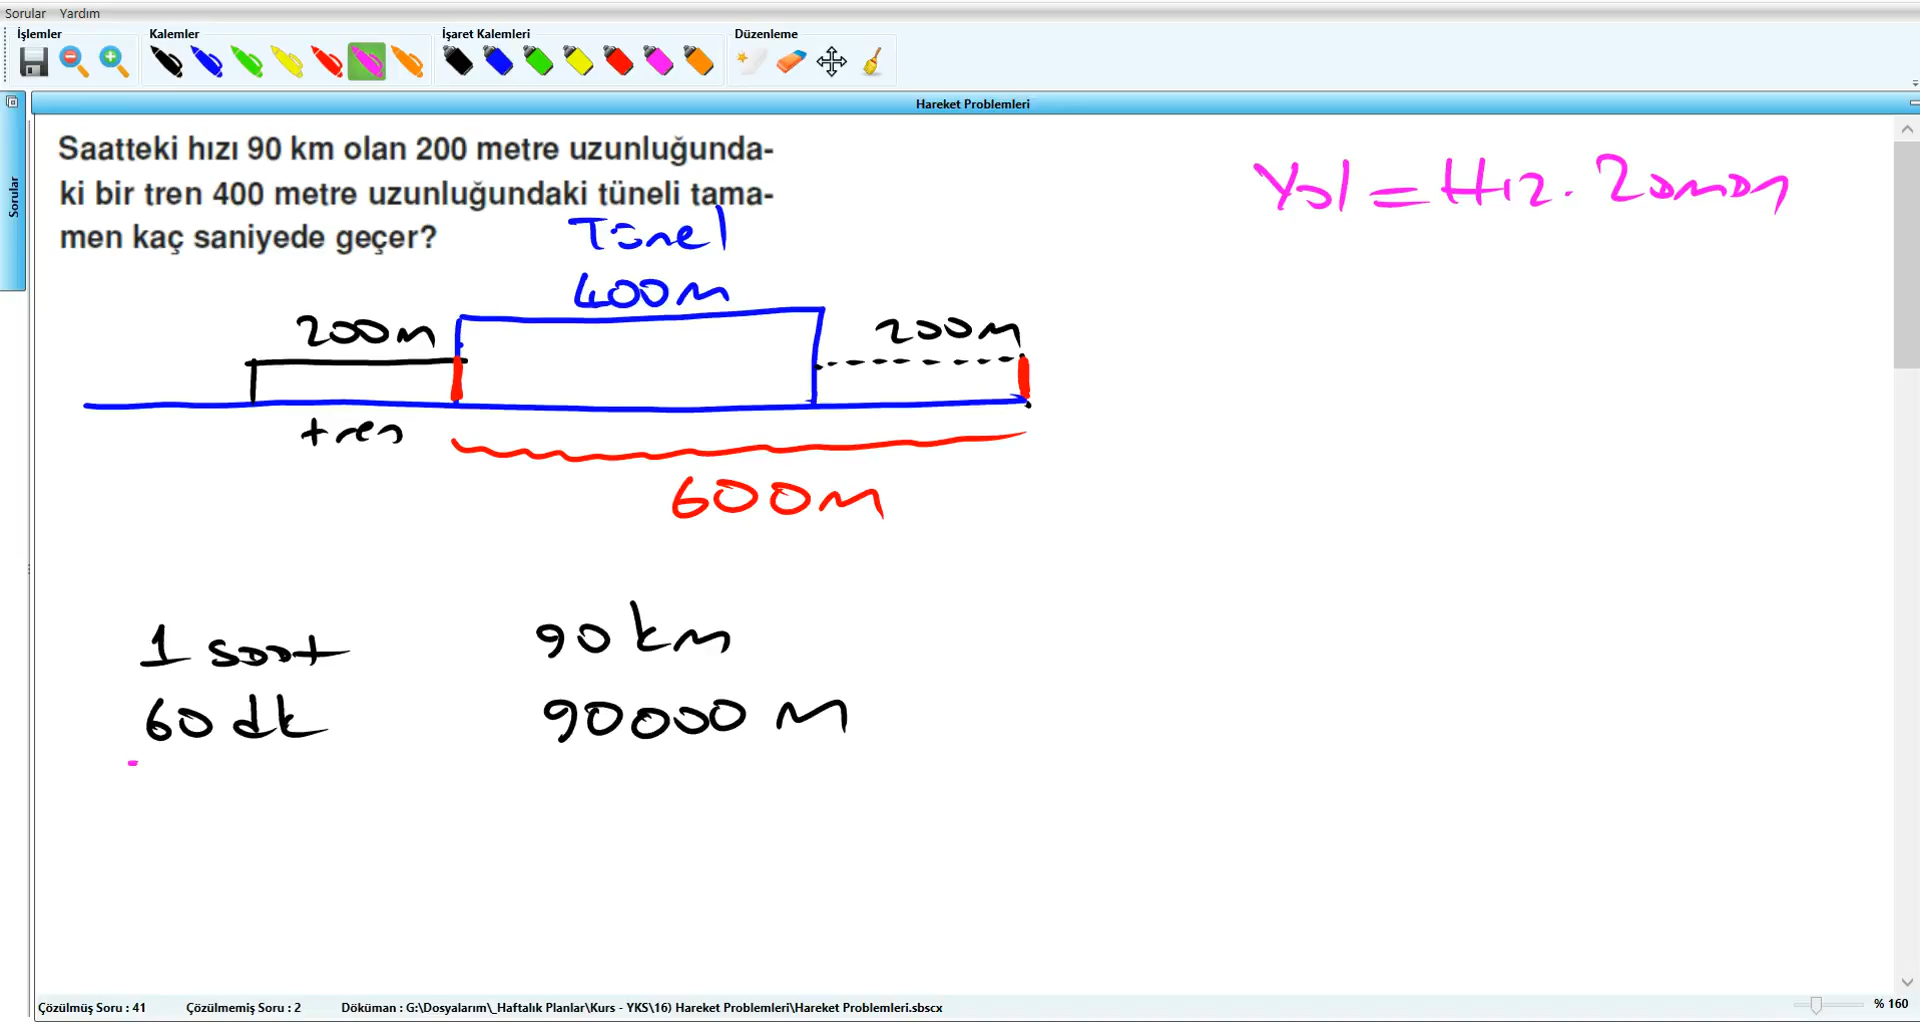 Sorular Yardım
İşlemler Kalemler İşaret Kalemleri Düzenleme
Hareket Problemleri
Sorular
Saatteki hızı 90 km olan 200 metre uzunluğunda-
ki bir tren 400 metre uzunluğundaki tüneli tama-
men kaç saniyede geçer?
Yol = Hız . Zaman
Tünel
400m
200m 200m
tren
600m
1 saat 90 km
60 dk 90000 m
Çözülmüş Soru : 41 Çözülmemiş Soru : 2 Döküman : G:\Dosyalarım\_Haftalık Planlar\Kurs - YKS\16) Hareket Problemleri\Hareket Problemleri.sbscx % 160